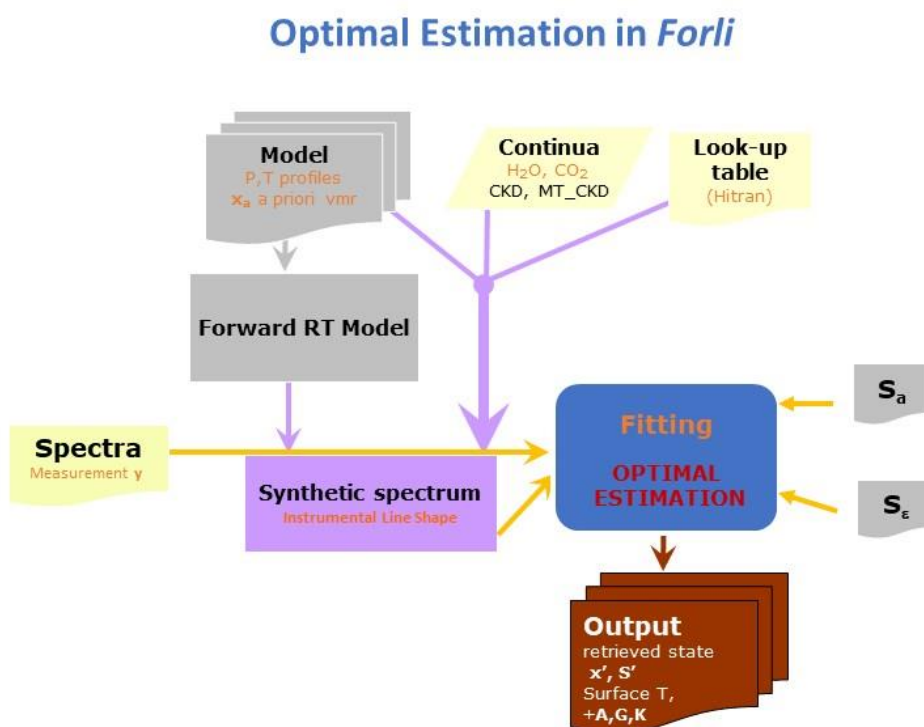 Optimal Estimation in Forli
Model
P,T profiles
xₐ a priori vmr
Continua
H₂O, CO₂
CKD, MT_CKD
Look-up
table
(Hitran)
Forward RT Model
Spectra
Measurement y
Synthetic spectrum
Instrumental Line Shape
Fitting
OPTIMAL
ESTIMATION
Sₐ
Sε
Output
retrieved state
x’, S’
Surface T,
+A,G,K